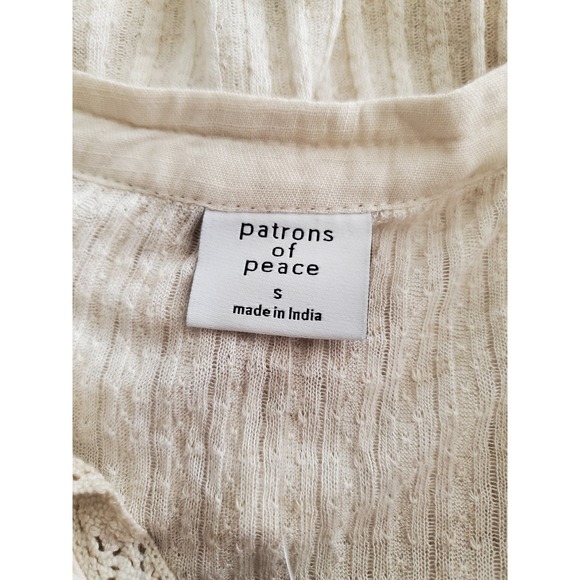 patrons
of
peace
S
made in India